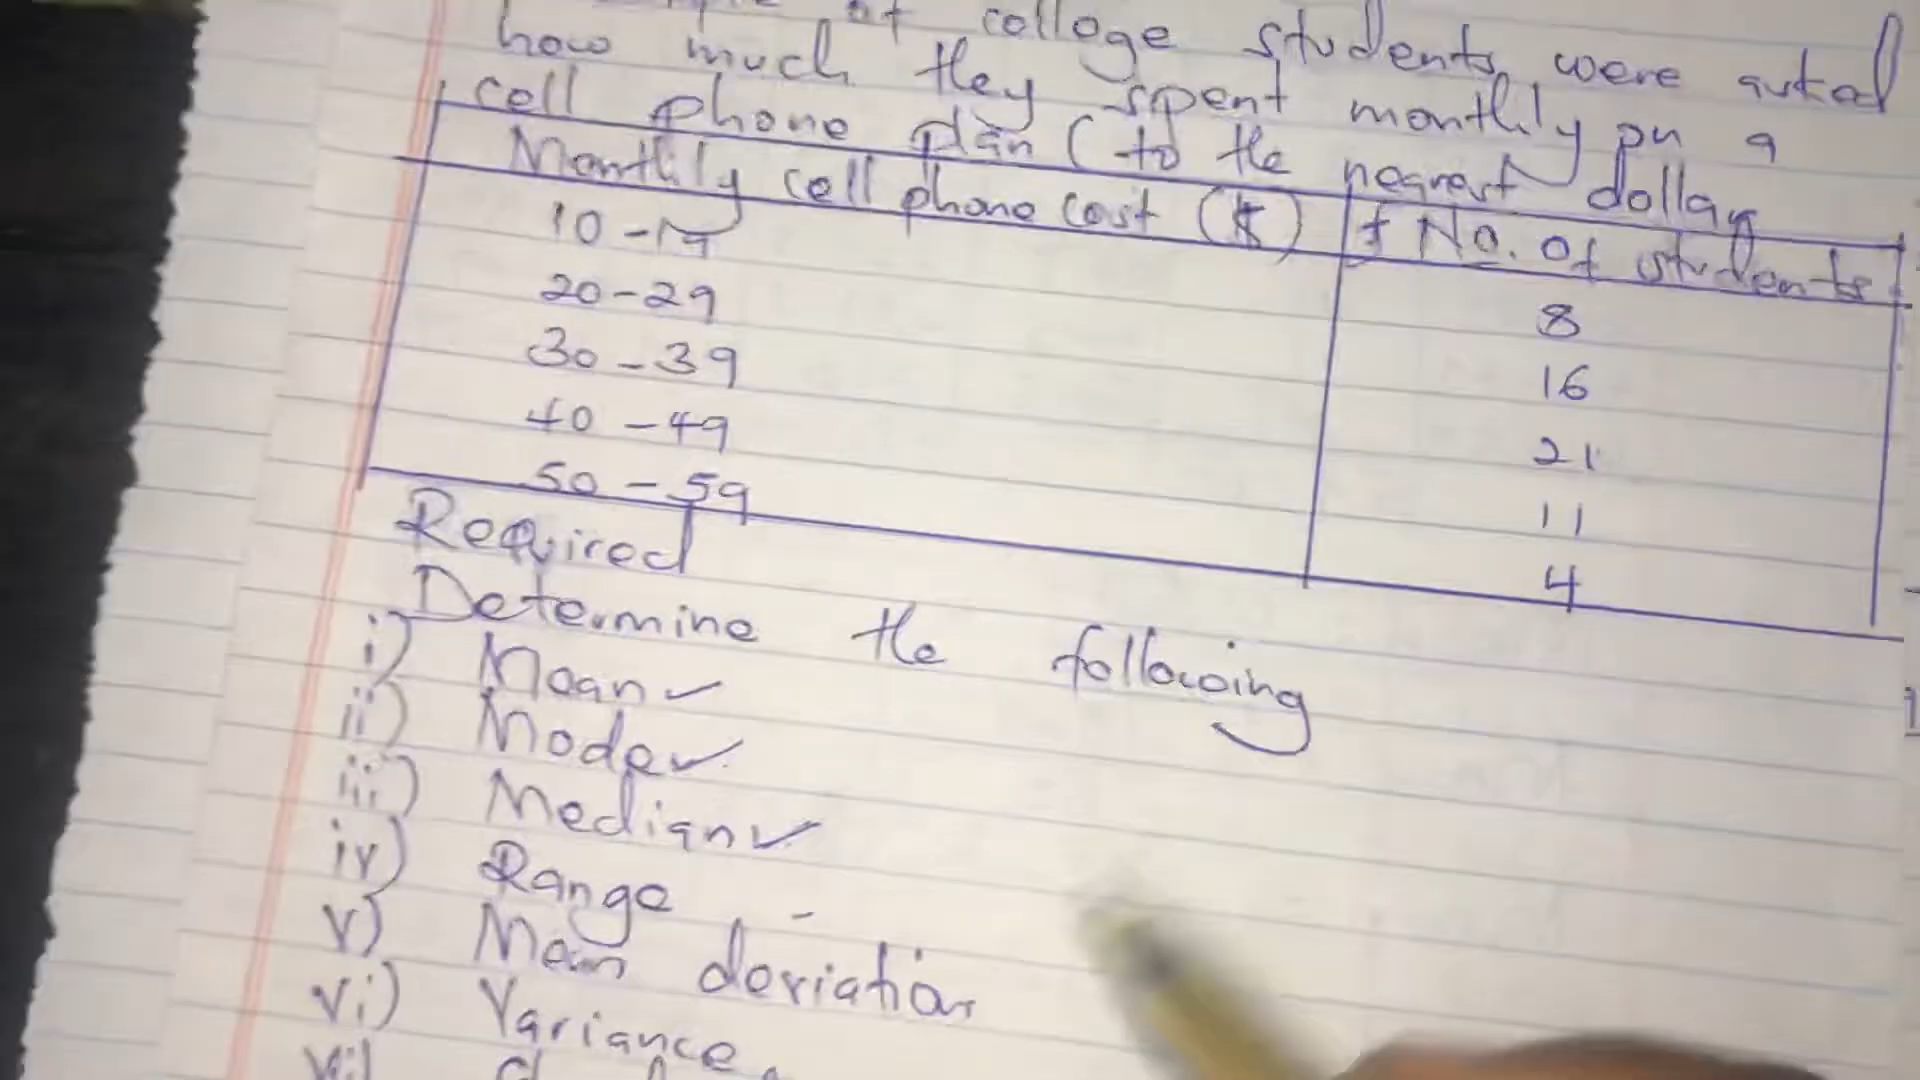 of college students were asked
how much they spent monthly on a
cell phone plan (to the nearest dollar
Monthly cell phone cost ($) f No. of students
10-19 8
20-29 16
30-39 21
40-49 11
50-59 4
Required
Determine the following
i) Mean ✓
ii) Mode ✓
iii) Median ✓
iv) Range -
v) Mean deviation
vi) Variance
vii)